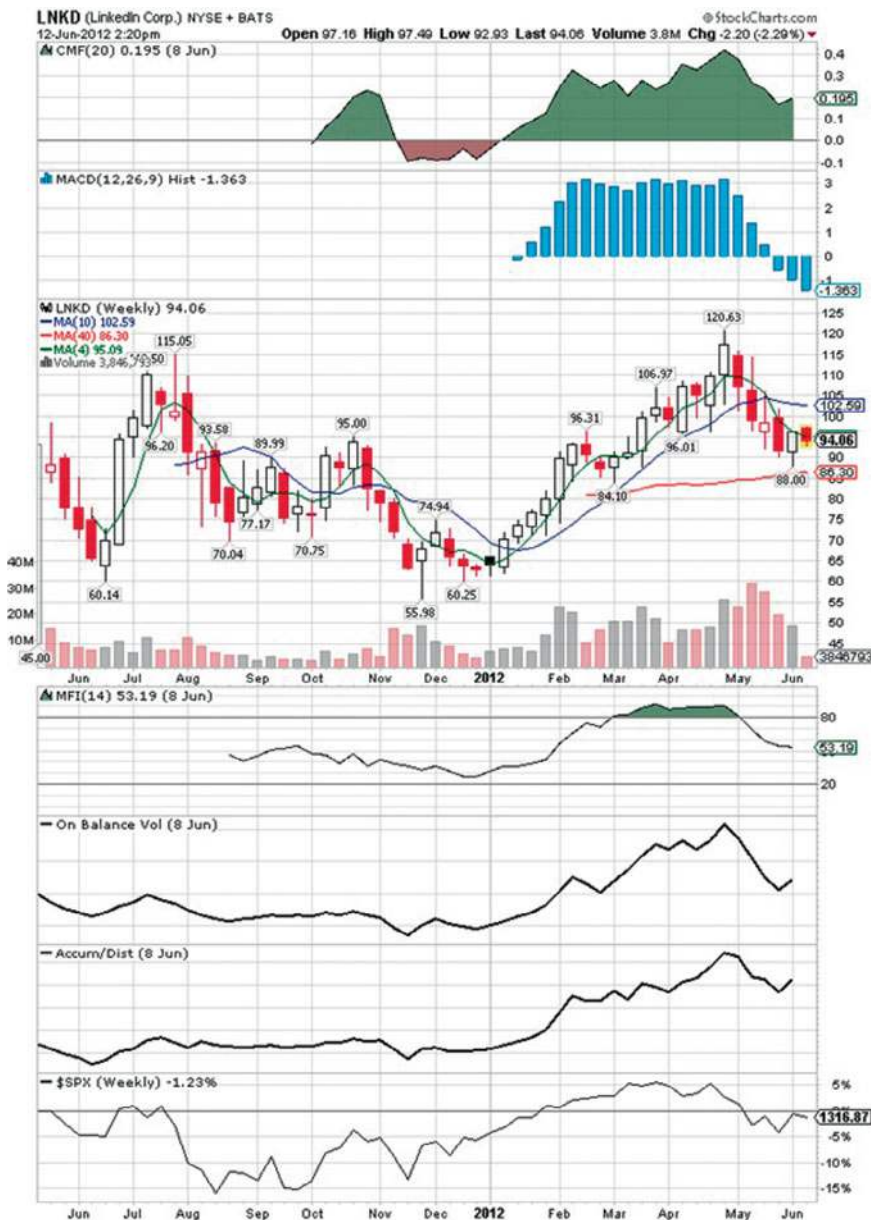 LNKD (LinkedIn Corp.) NYSE + BATS
© StockCharts.com
12-Jun-2012 2:20pm
Open 97.16 High 97.49 Low 92.93 Last 94.06 Volume 3.8M Chg -2.20 (-2.29%)
CMF(20) 0.195 (8 Jun)
0.4
0.3
0.195
0.1
0.0
-0.1
MACD(12,26,9) Hist -1.363
3
2
1
0
-1
-1.363
LNKD (Weekly) 94.06
MA(10) 102.59
MA(40) 86.30
MA(4) 95.09
Volume 3,846,793
120.63
115.05
106.97
96.20
93.58
89.99
95.00
96.31
96.01
84.10
88.00
77.17
70.04
70.75
74.94
60.14
55.98
60.25
125
120
115
110
105
102.59
100
94.06
90
86.30
80
75
70
65
60
55
50
45
3846793
40M
30M
20M
10M
45.00
Jun Jul Aug Sep Oct Nov Dec 2012 Feb Mar Apr May Jun
MFI(14) 53.19 (8 Jun)
80
53.19
20
On Balance Vol (8 Jun)
Accum/Dist (8 Jun)
$SPX (Weekly) -1.23%
5%
1316.87
-5%
-10%
-15%
Jun Jul Aug Sep Oct Nov Dec 2012 Feb Mar Apr May Jun